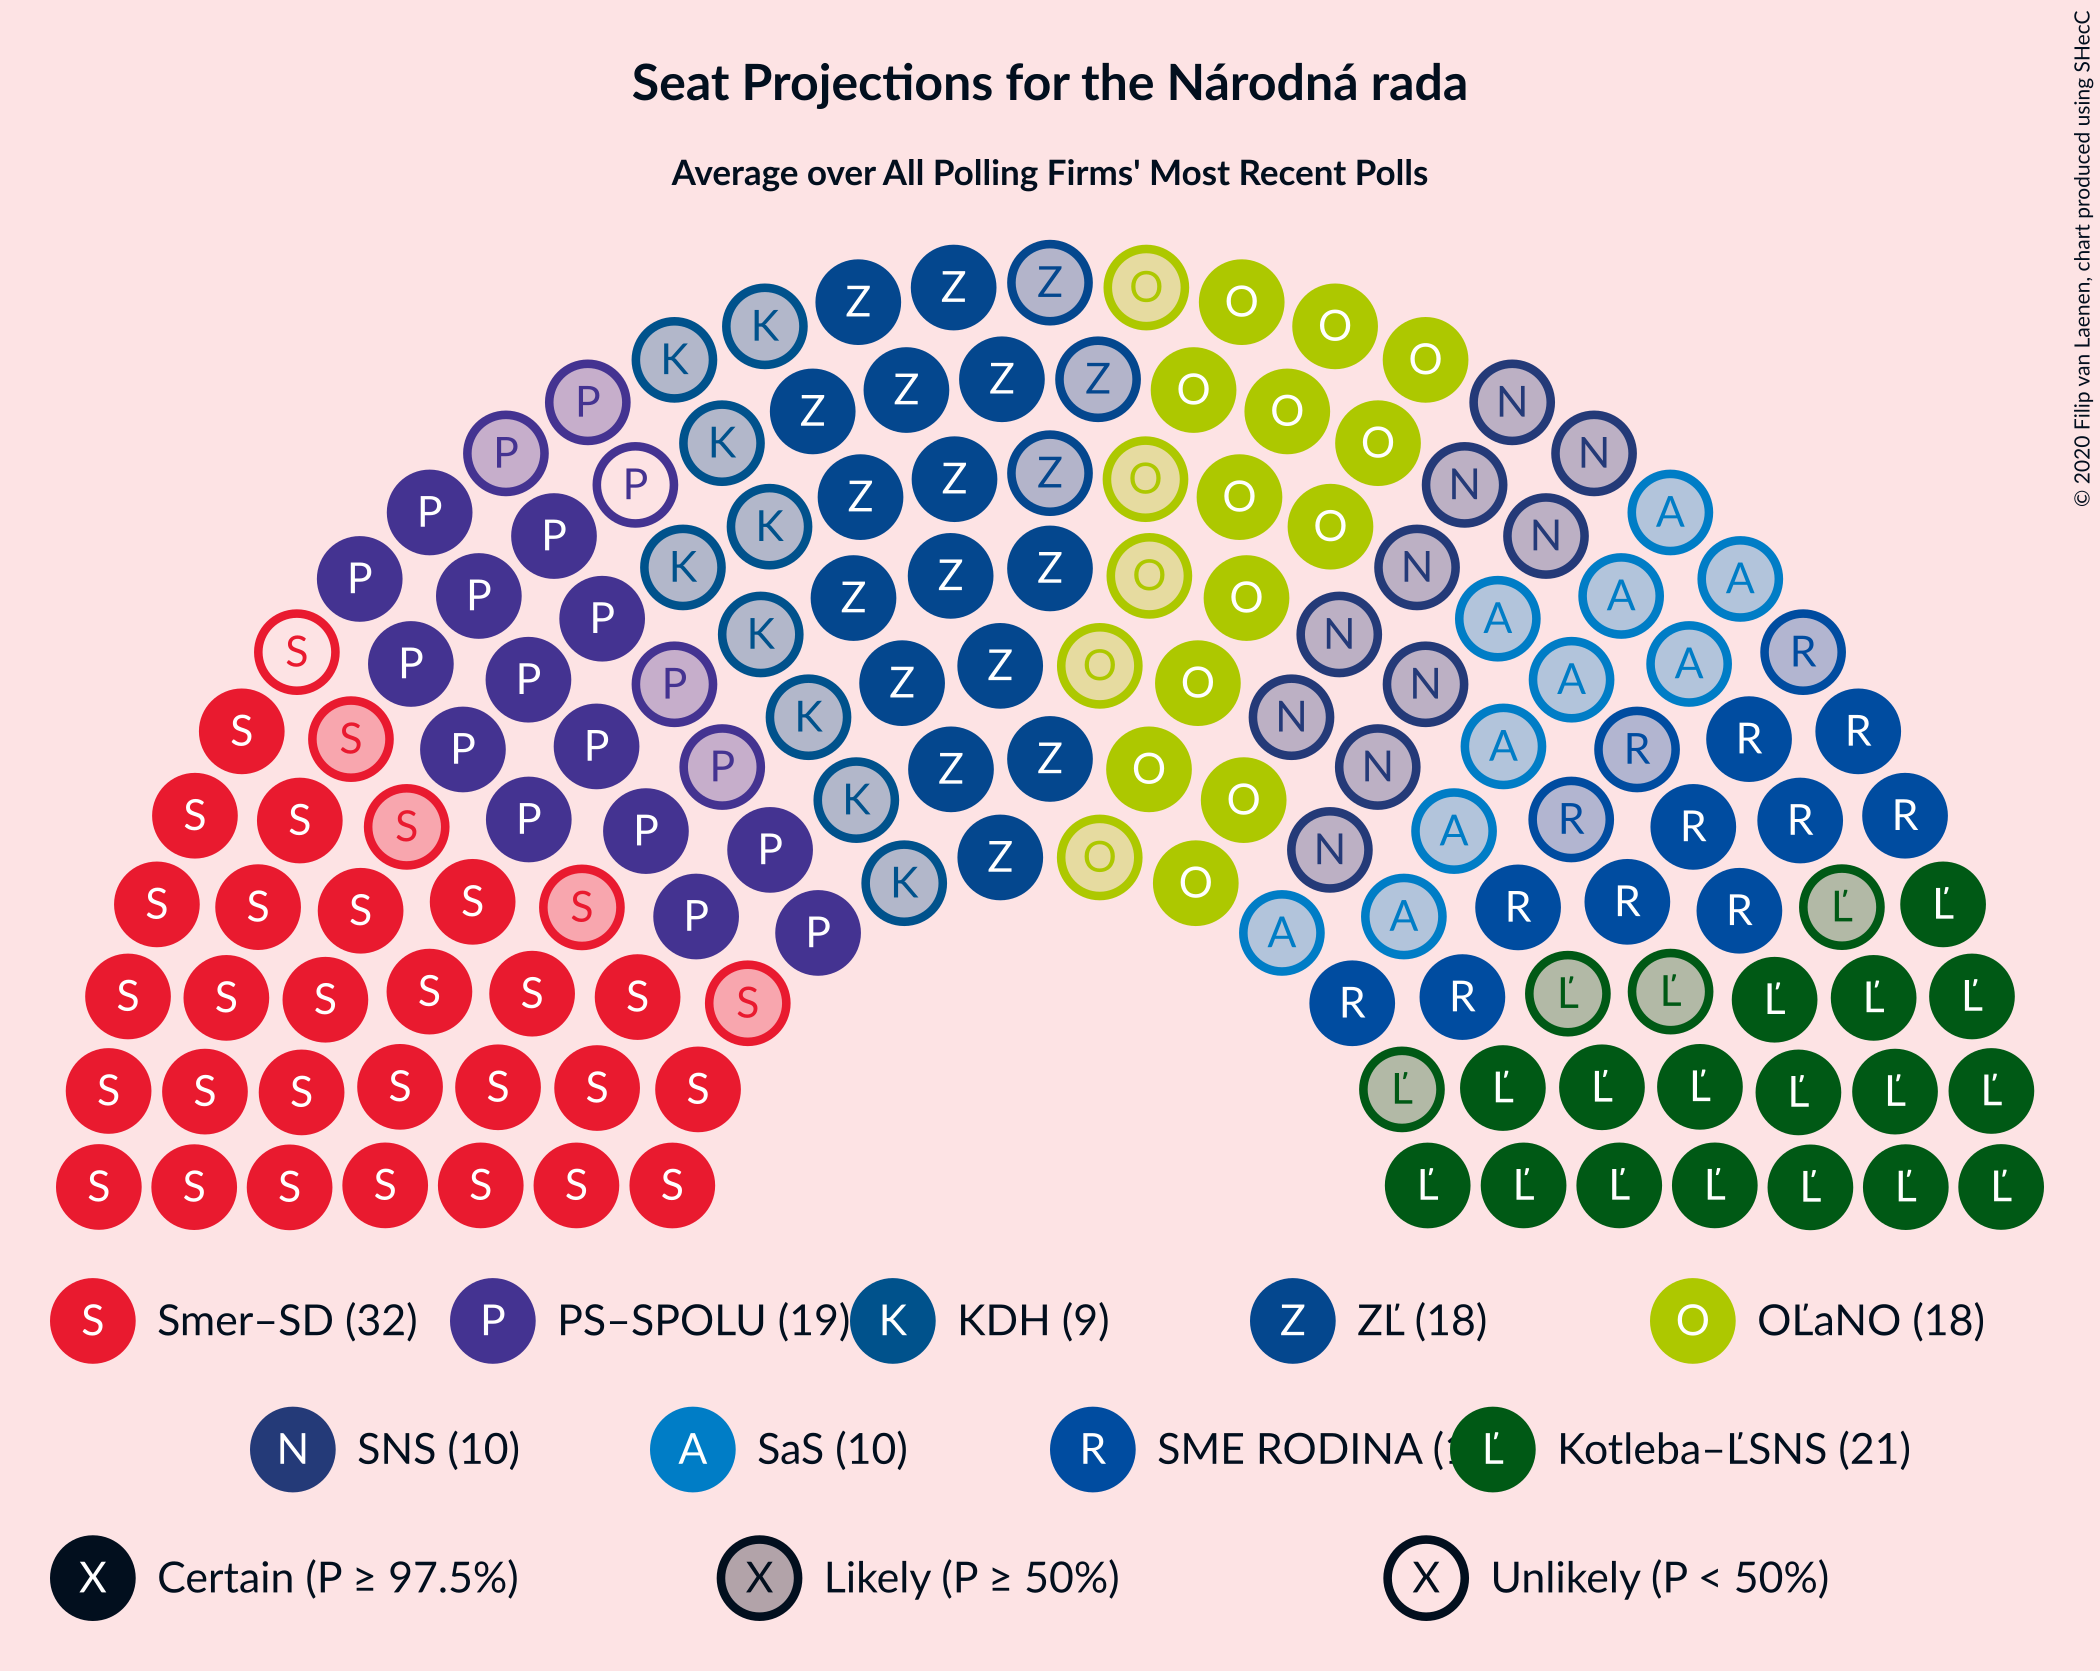 Seat Projections for the Národná rada
Average over All Polling Firms' Most Recent Polls
© 2020 Filip van Laenen, chart produced using SHecC
Z Z Z O O O
K K O
P P Z Z Z Z O O O N N
P K Z Z Z O O O N
P P P K K Z Z Z O O O N N A
P P P K Z Z O O N A A A
S P P P K Z Z O O N N A A R
S S P P P K K Z O O N N A R R R
S S S P P P K O O N A R R R R
S S S S S P P K A A R R R Ľ Ľ
S S S S S S S R R Ľ Ľ Ľ Ľ Ľ
S S S S S S S Ľ Ľ Ľ Ľ Ľ Ľ Ľ
S S S S S S S Ľ Ľ Ľ Ľ Ľ Ľ Ľ
S Smer–SD (32) P PS–SPOLU (19) K KDH (9) Z ZĽ (18) O OĽaNO (18)
N SNS (10) A SaS (10) R SME RODINA ( Ľ Kotleba–ĽSNS (21)
X Certain (P ≥ 97.5%) X Likely (P ≥ 50%) X Unlikely (P < 50%)